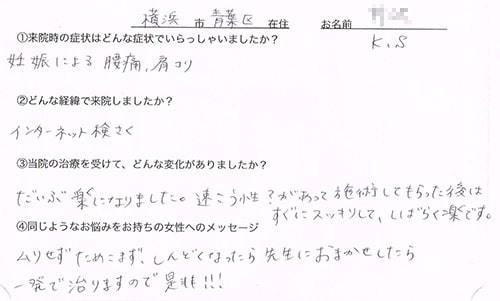 横浜 市 青葉区 在住 お名前
K.S
①来院時の症状はどんな症状でいらっしゃいましたか？
妊娠による 腰痛、肩コリ
②どんな経緯で来院しましたか？
インターネット検さく
③当院の治療を受けて、どんな変化がありましたか？
だいぶ楽になりました。速こう性？があって施術してもらった後は
すぐにスッキリして、しばらく楽です。
④同じようなお悩みをお持ちの女性へのメッセージ
ムリせずためこまず、しんどくなったら先生におまかせしたら
一発で治りますので是非！！！